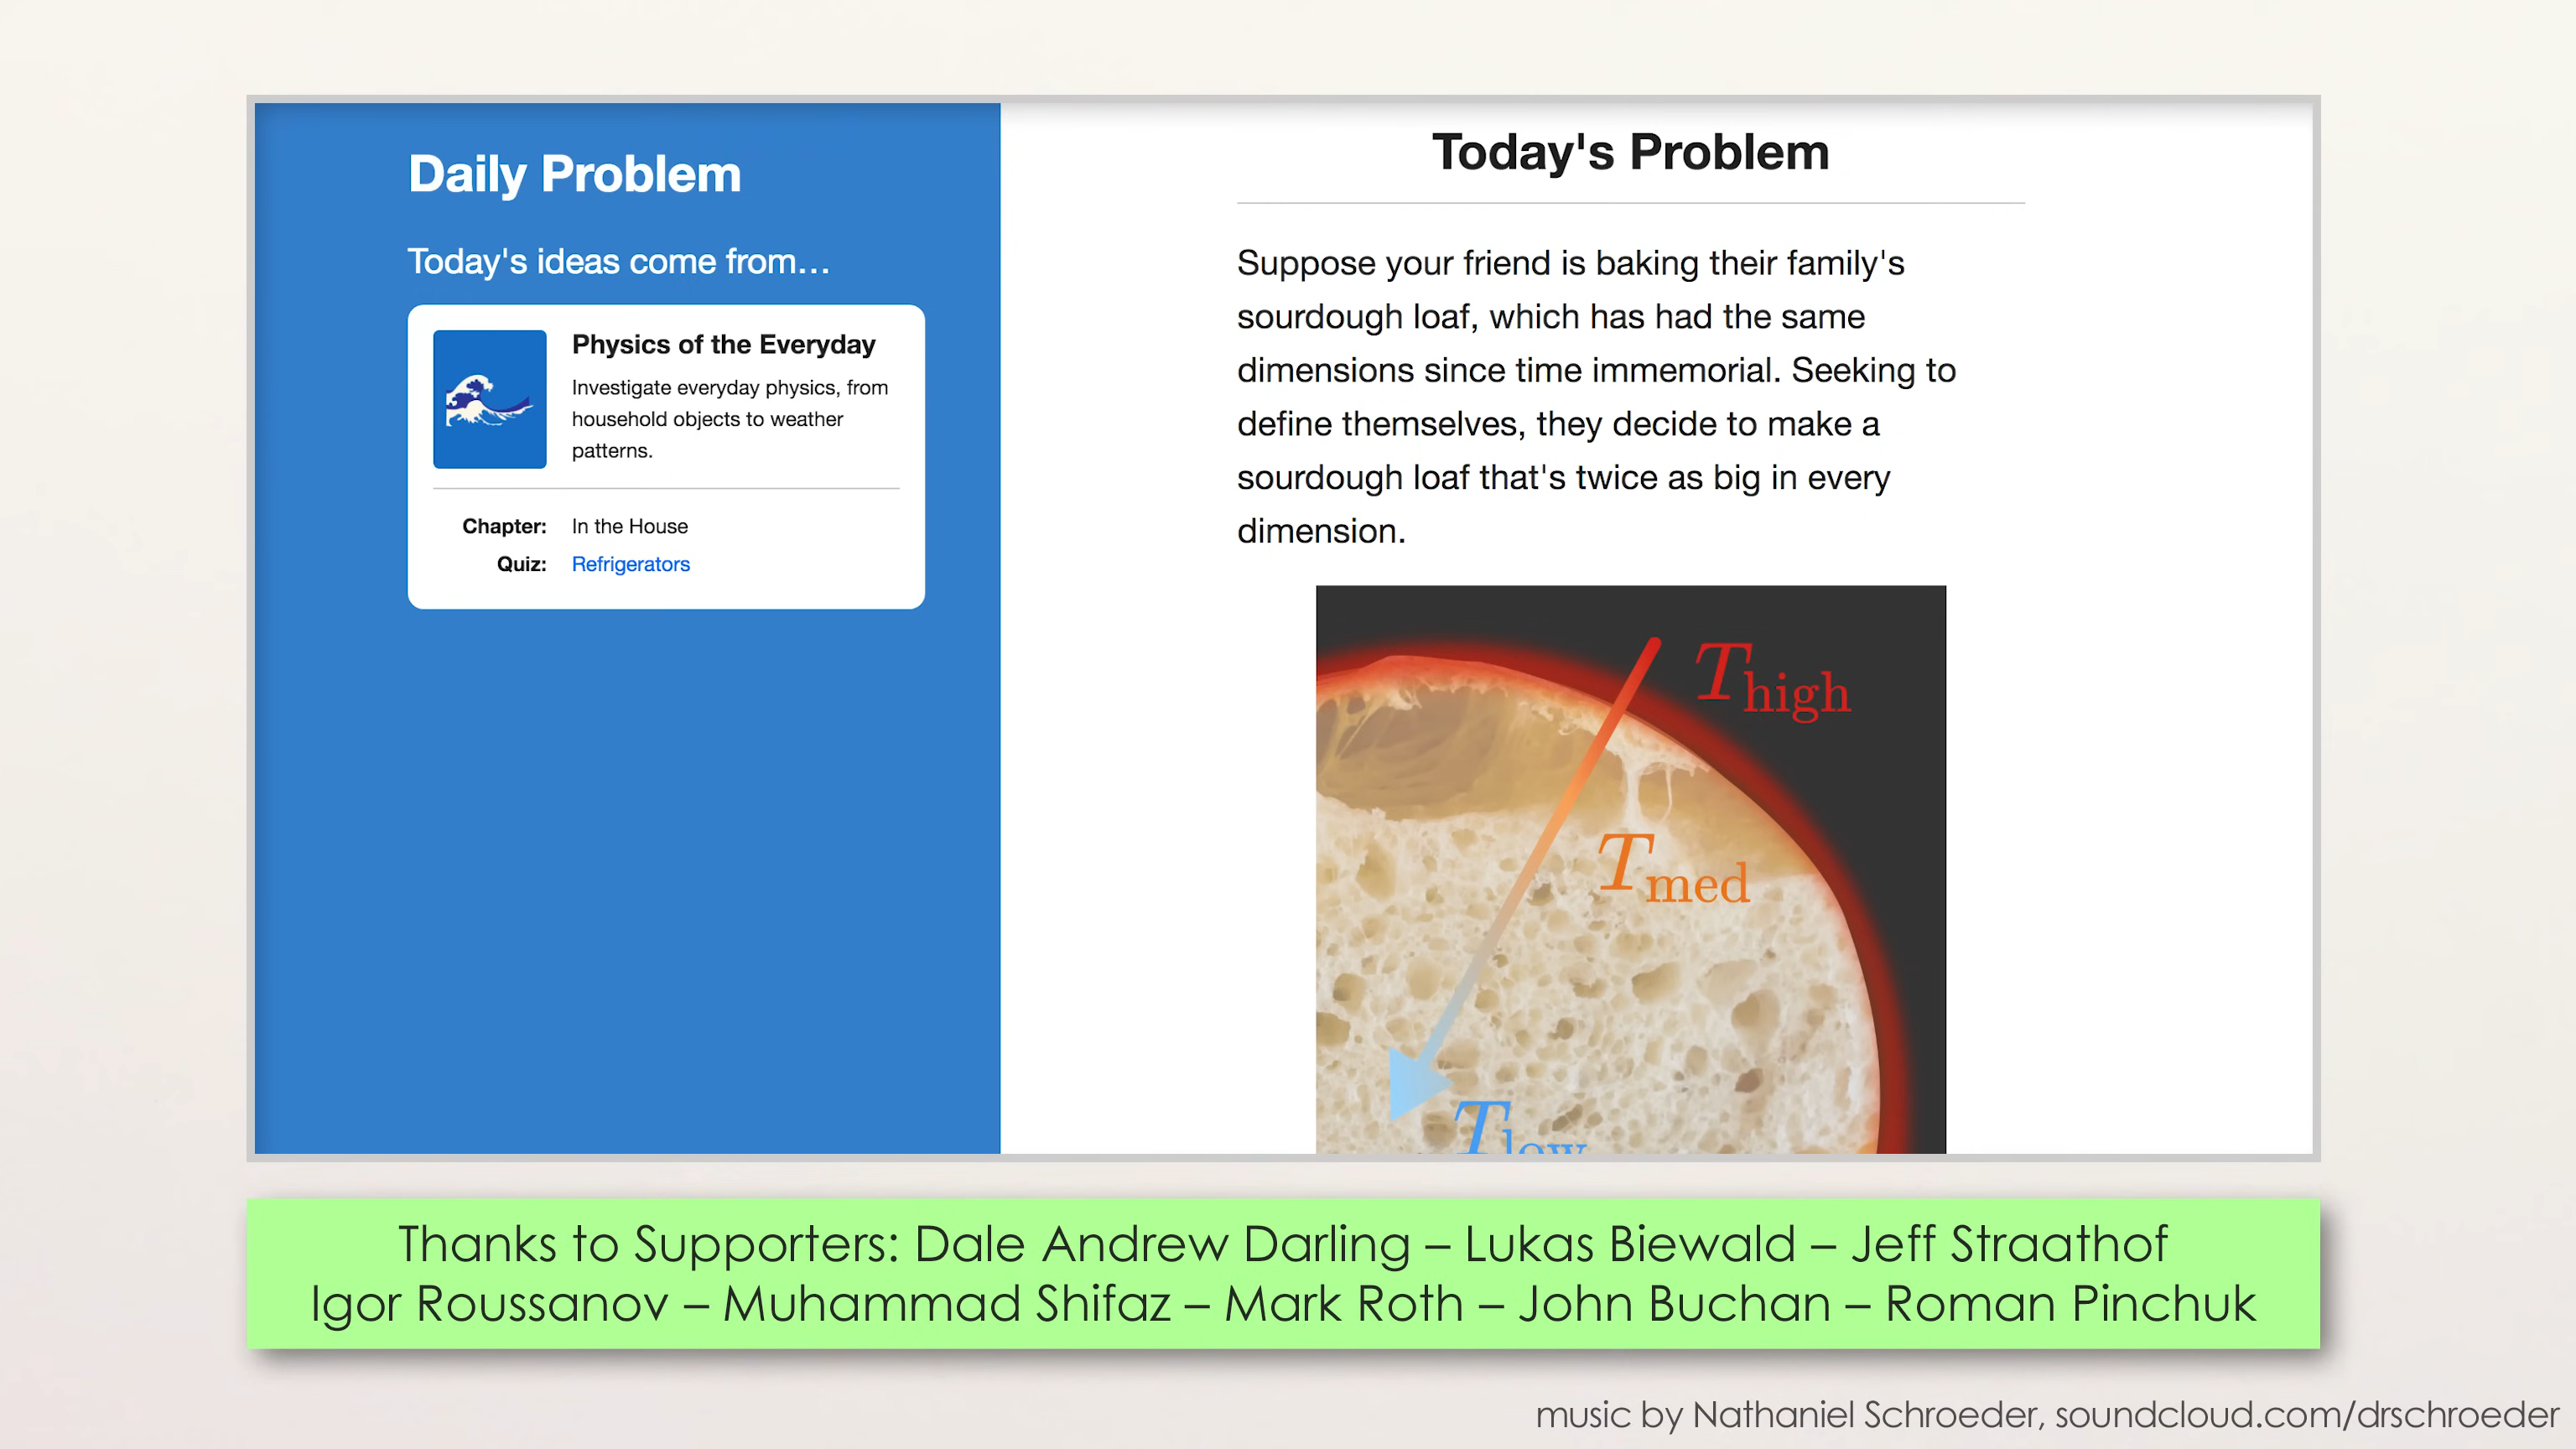 Daily Problem
Today's ideas come from...
Physics of the Everyday
Investigate everyday physics, from
household objects to weather
patterns.
Chapter: In the House
Quiz: Refrigerators
Today's Problem
Suppose your friend is baking their family's
sourdough loaf, which has had the same
dimensions since time immemorial. Seeking to
define themselves, they decide to make a
sourdough loaf that's twice as big in every
dimension.
T high
T med
T low
Thanks to Supporters: Dale Andrew Darling – Lukas Biewald – Jeff Straathof
Igor Roussanov – Muhammad Shifaz – Mark Roth – John Buchan – Roman Pinchuk
music by Nathaniel Schroeder, soundcloud.com/drschroeder